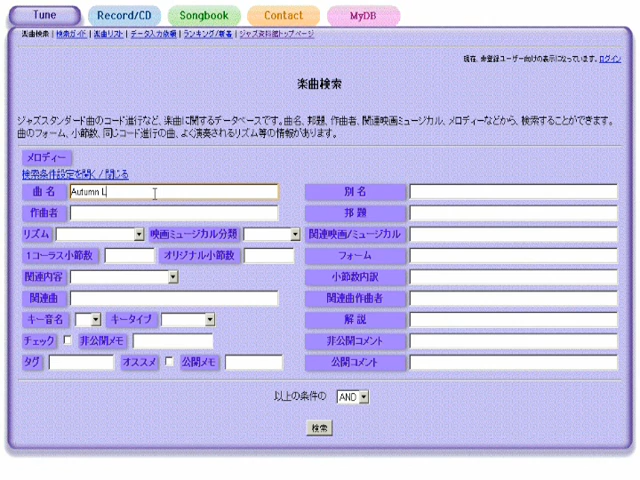 Tune Record/CD Songbook Contact MyDB
楽曲検索 | 検索ガイド | 楽曲リスト | データ入力依頼 | ランキング/新着 | ジャズ資料館トップページ
現在、未登録ユーザー向けの表示になっています。ログイン
楽曲検索
ジャズスタンダード曲のコード進行など、楽曲に関するデータベースです。曲名、邦題、作曲者、関連映画ミュージカル、メロディーなどから、検索することができます。
曲のフォーム、小節数、同じコード進行の曲、よく演奏されるリズム等の情報があります。
メロディー
検索条件設定を開く / 閉じる
曲 名 Autumn L 別 名
作曲者 邦 題
リズム 映画ミュージカル分類 関連映画/ミュージカル
1コーラス小節数 オリジナル小節数 フォーム
関連内容 小節数内訳
関連曲 関連曲作曲者
キー音名 キータイプ 解 説
チェック 非公開メモ 非公開コメント
タグ オススメ 公開メモ 公開コメント
以上の条件の AND
検索